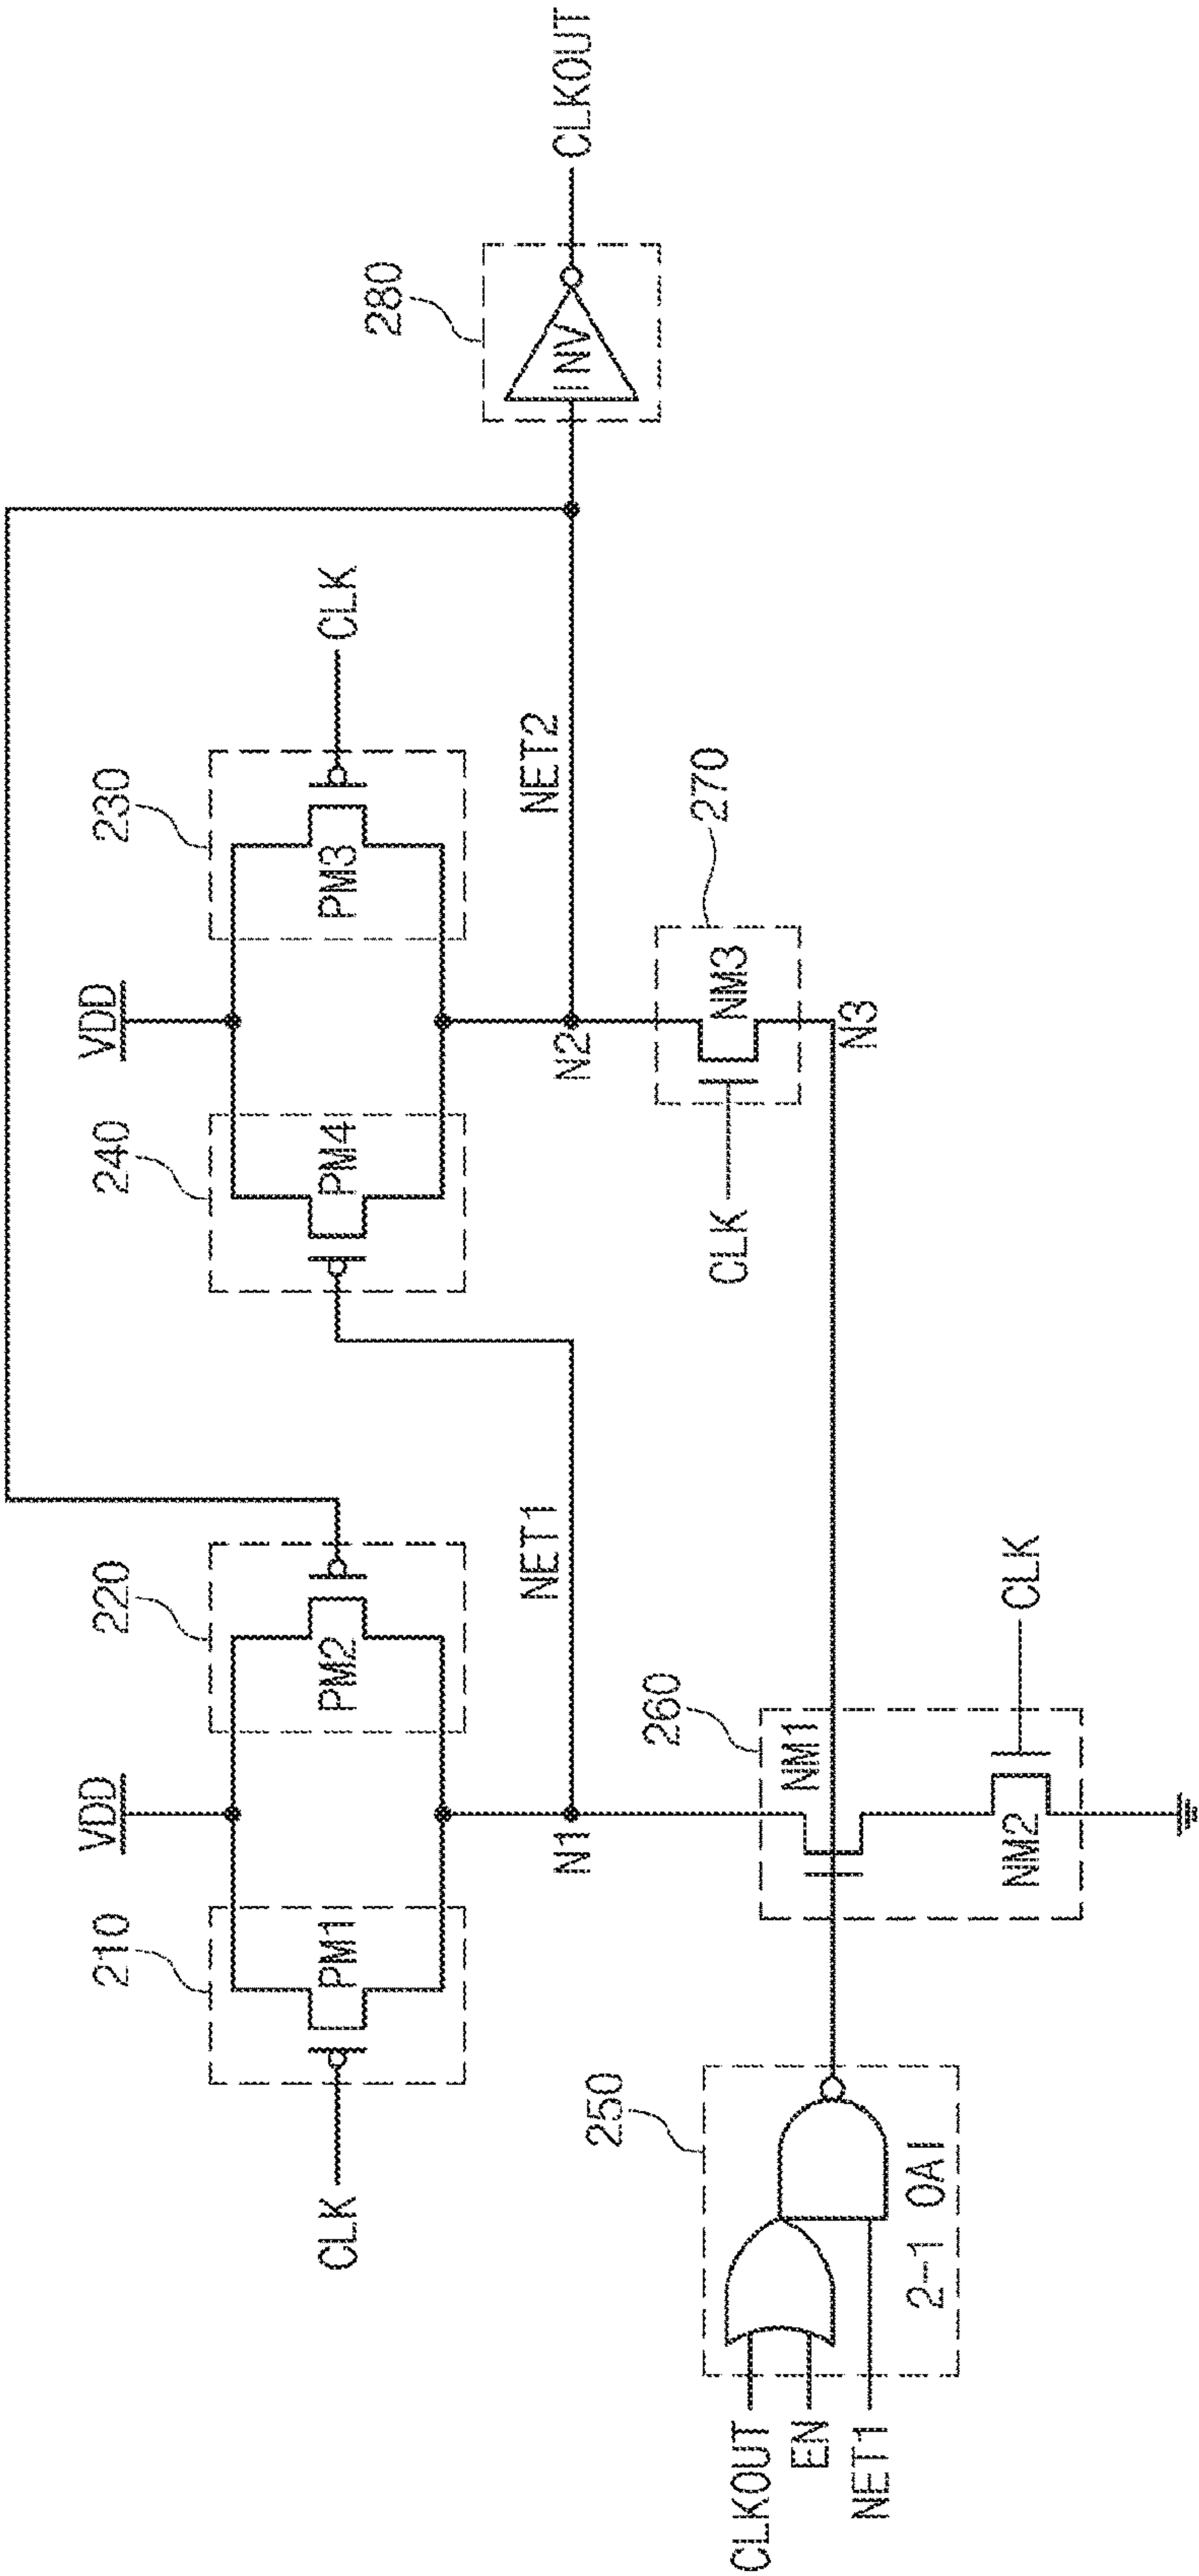 VDD
VDD
210
220
240
230
CLK
PM1
PM2
PM4
PM3
CLK
280
N1
NET1
N2
NET2
INV
CLKOUT
250
260
CLK
NM3
270
CLKOUT
EN
NET1
2-1 OAI
NM1
N3
NM2
CLK